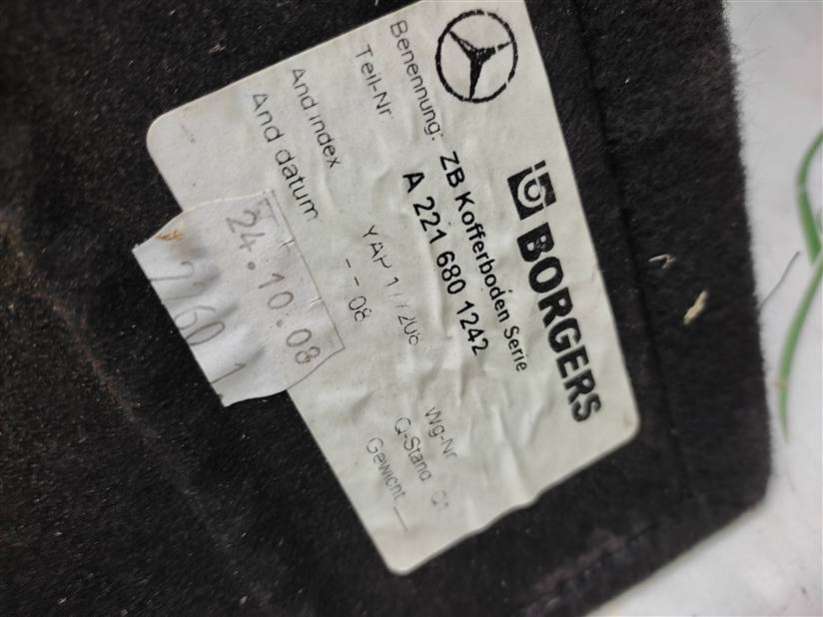 BORGERS
Benennung: ZB Kofferboden Serie
Teil-Nr A 221 680 1242
And index
And datum - - 08
Wg-Nr
Q-Stand
Gewicht
24.10.08